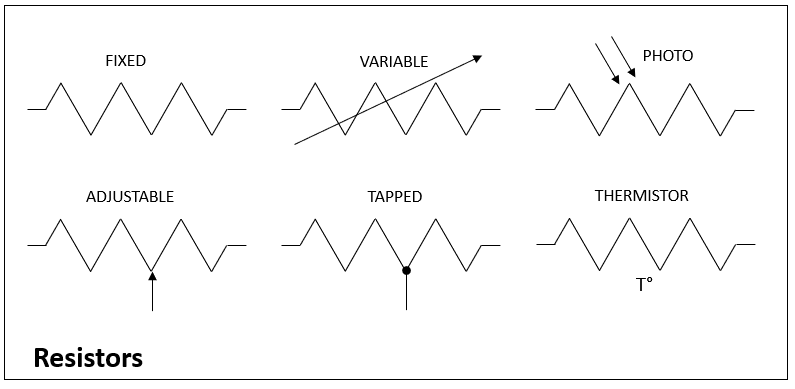 FIXED
VARIABLE
PHOTO
ADJUSTABLE
TAPPED
THERMISTOR
T°
Resistors